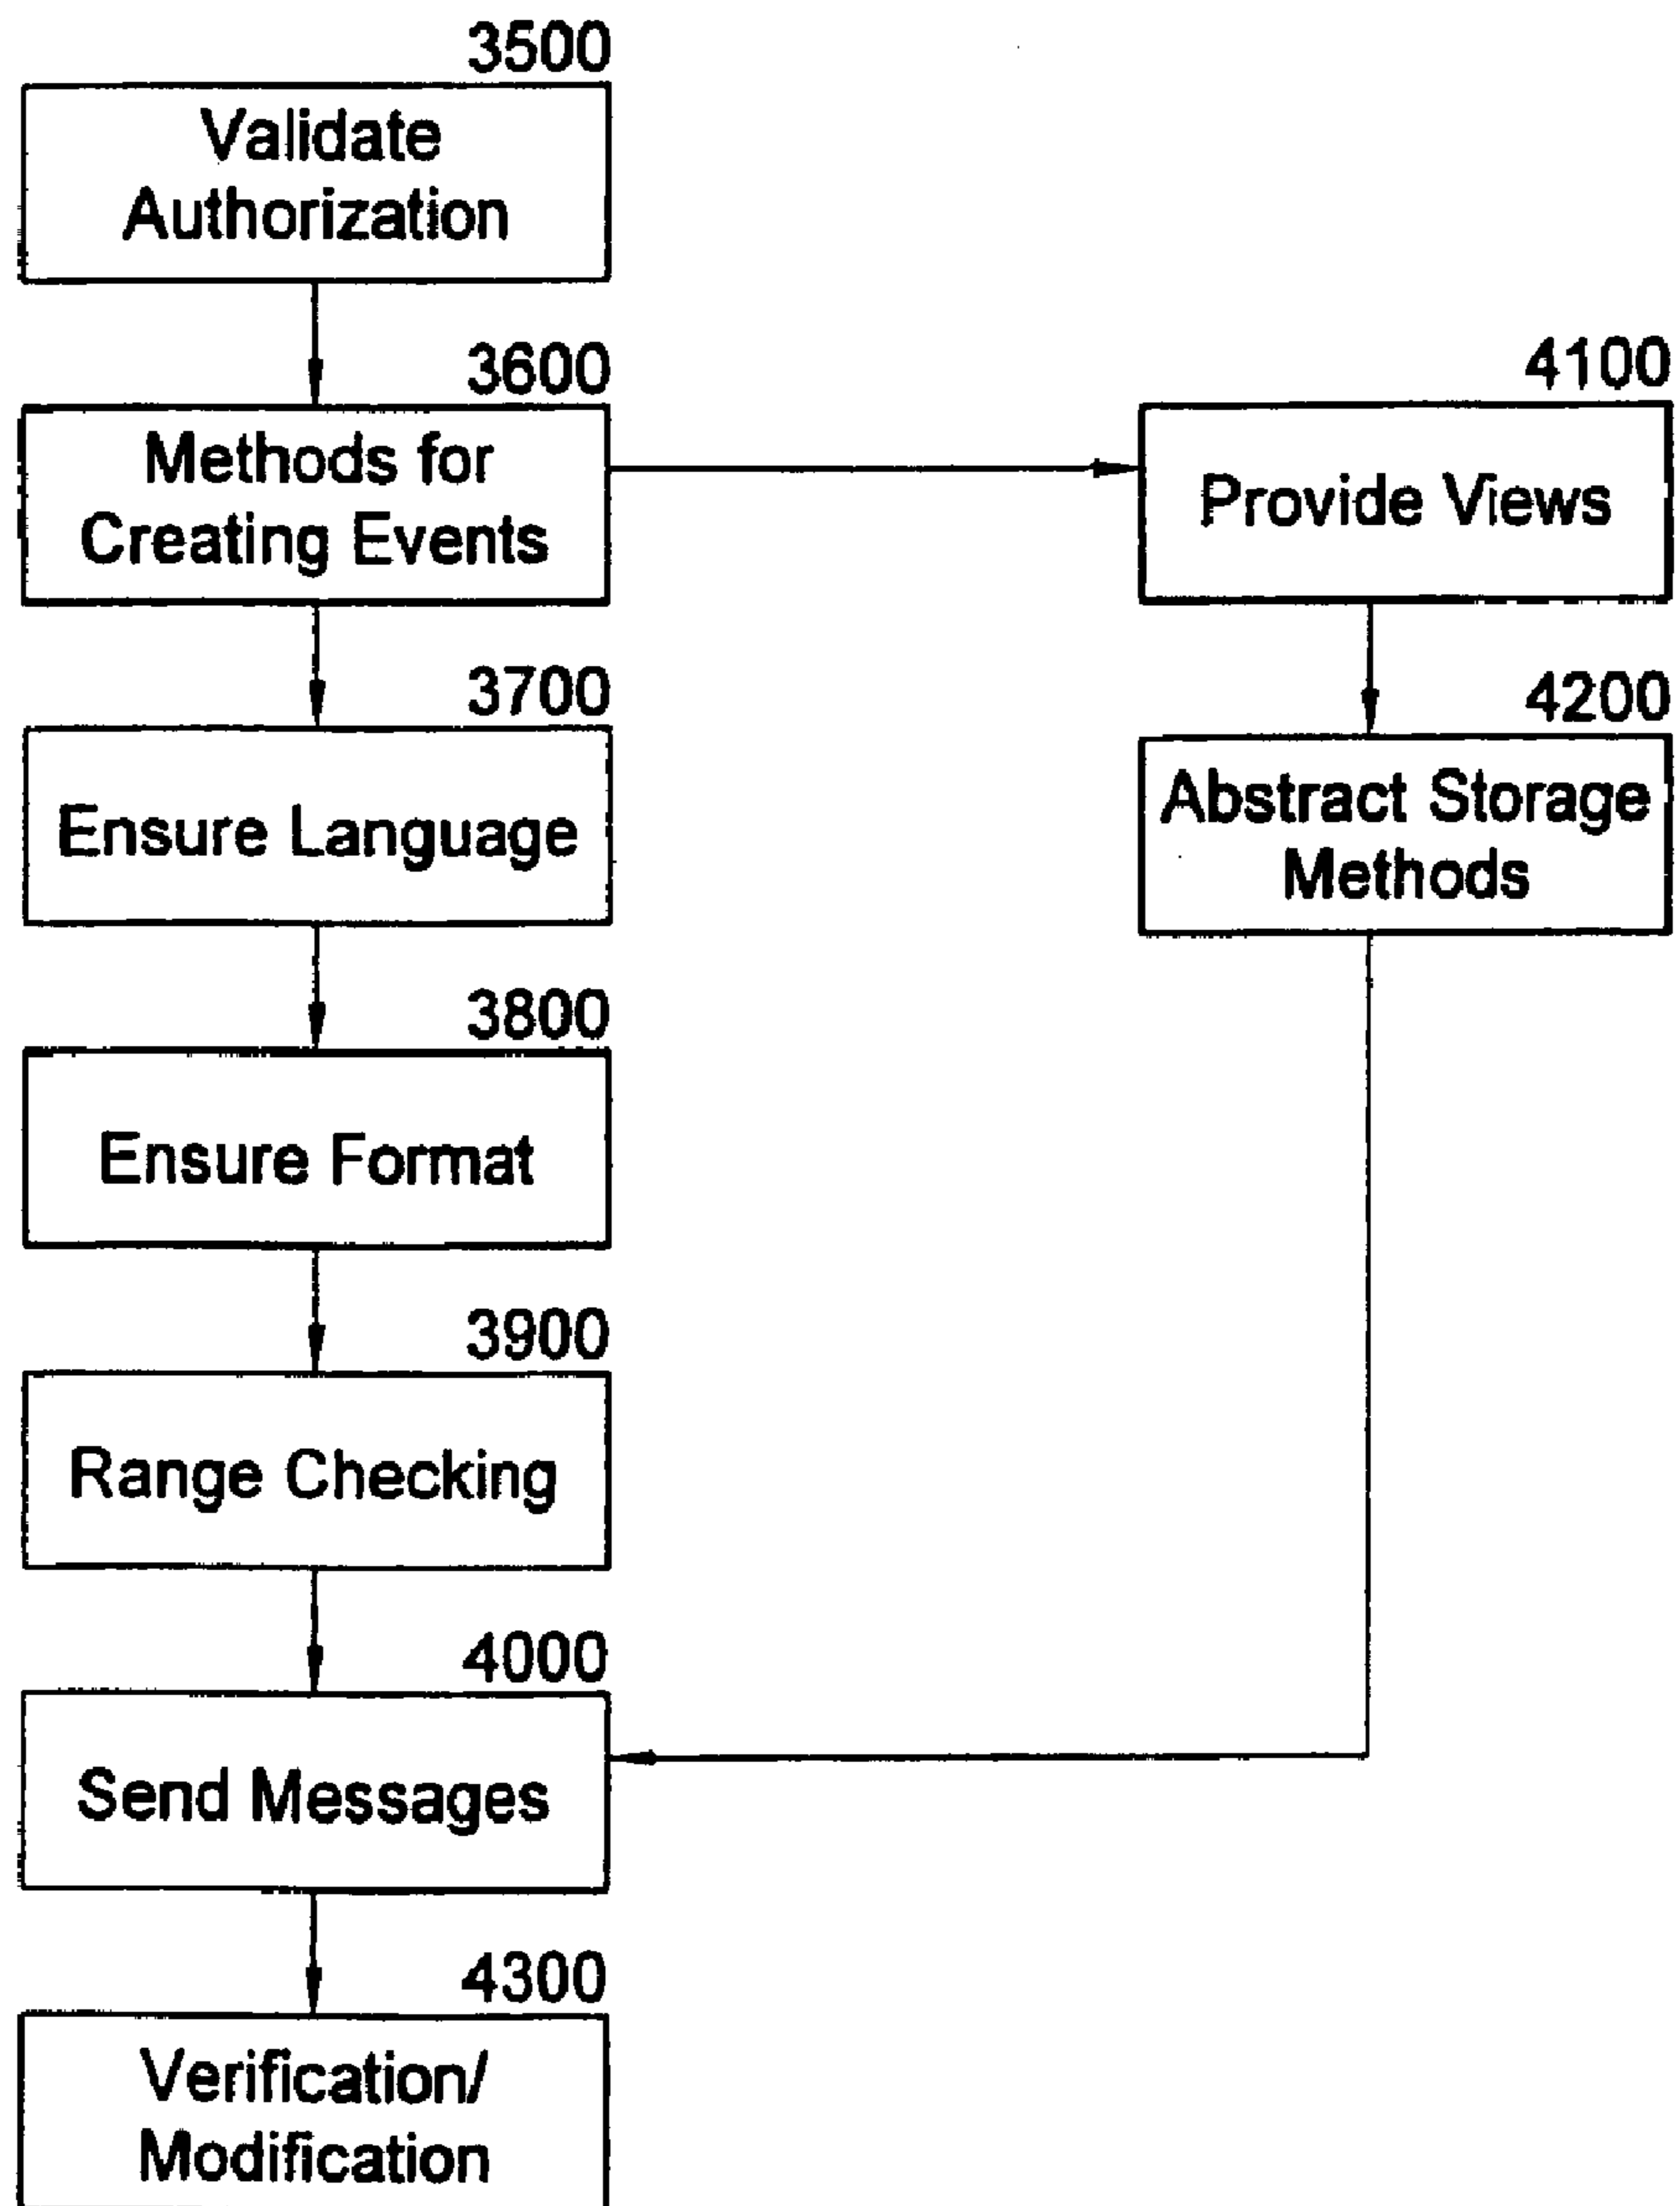 3500
Validate
Authorization
3600
Methods for
Creating Events
4100
Provide Views
3700
Ensure Language
4200
Abstract Storage
Methods
3800
Ensure Format
3900
Range Checking
4000
Send Messages
4300
Verification/
Modification